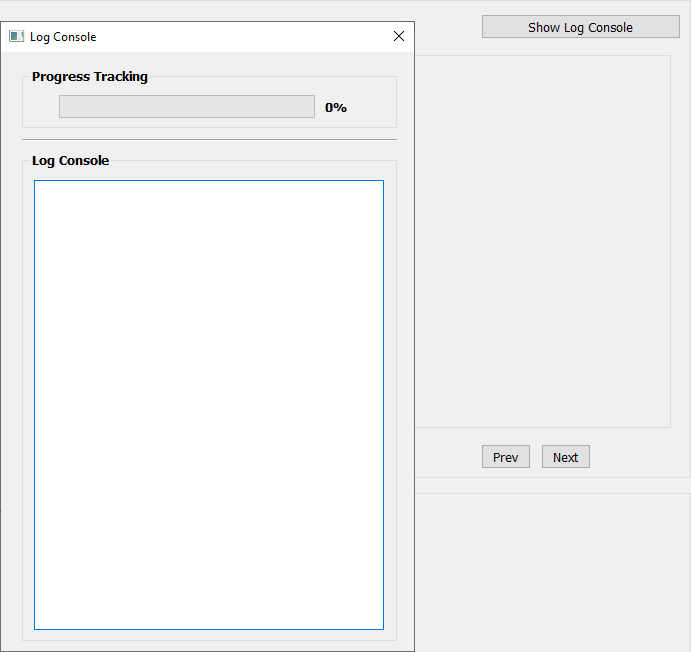 Show Log Console
Log Console
Progress Tracking
0%
Log Console
Prev
Next